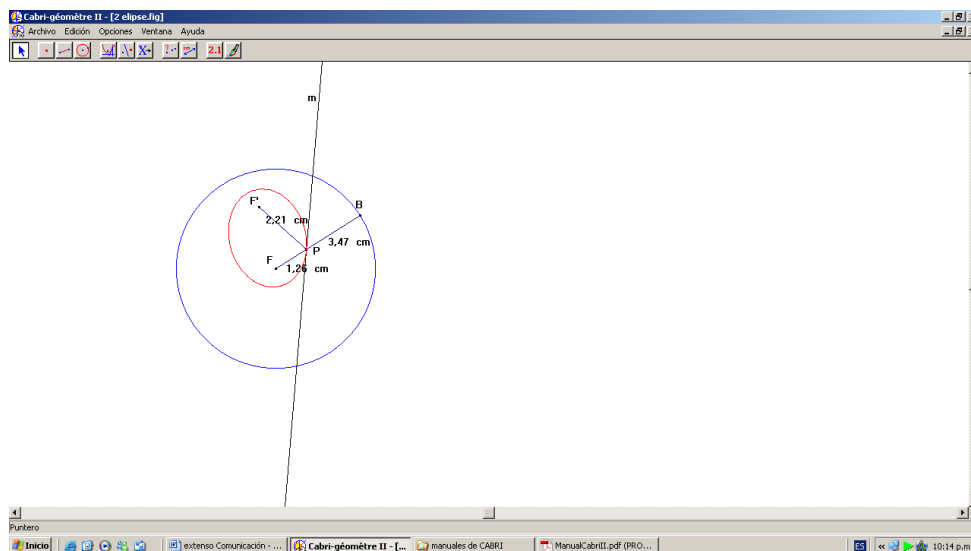 Cabri-géomètre II - [2 elipse.fig]
Archivo Edición Opciones Ventana Ayuda
2.1
m
F'
B
2,21 cm
3,47 cm
P
F
1,26 cm
Puntero
Inicio extenso Comunicación - ... Cabri-géomètre II - [... manuales de CABRI ManualCabriII.pdf (PRO... ES « 10:14 p.m.